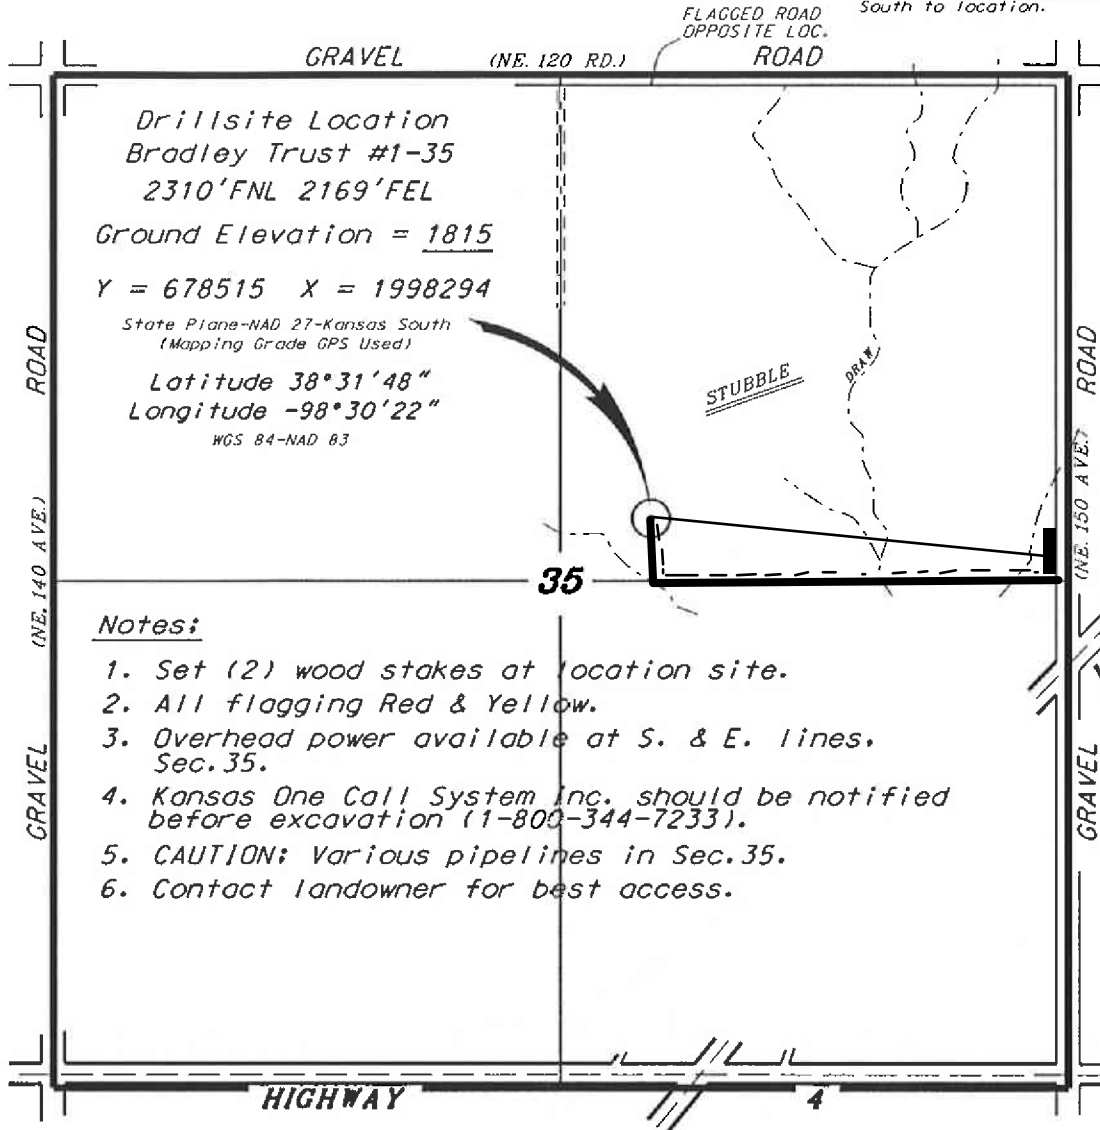 South to location.
FLAGGED ROAD
OPPOSITE LOC.
GRAVEL (NE. 120 RD.) ROAD
Drillsite Location
Bradley Trust #1-35
2310'FNL 2169'FEL
Ground Elevation = 1815
Y = 678515 X = 1998294
State Plane-NAD 27-Kansas South
(Mapping Grade GPS Used)
Latitude 38°31'48"
Longitude -98°30'22"
WGS 84-NAD 83
STUBBLE
DRAW
GRAVEL (NE. 140 AVE.) ROAD
GRAVEL (NE. 150 AVE.) ROAD
35
Notes:
1. Set (2) wood stakes at location site.
2. All flagging Red & Yellow.
3. Overhead power available at S. & E. lines,
Sec.35.
4. Kansas One Call System Inc. should be notified
before excavation (1-800-344-7233).
5. CAUTION: Various pipelines in Sec.35.
6. Contact landowner for best access.
HIGHWAY 4